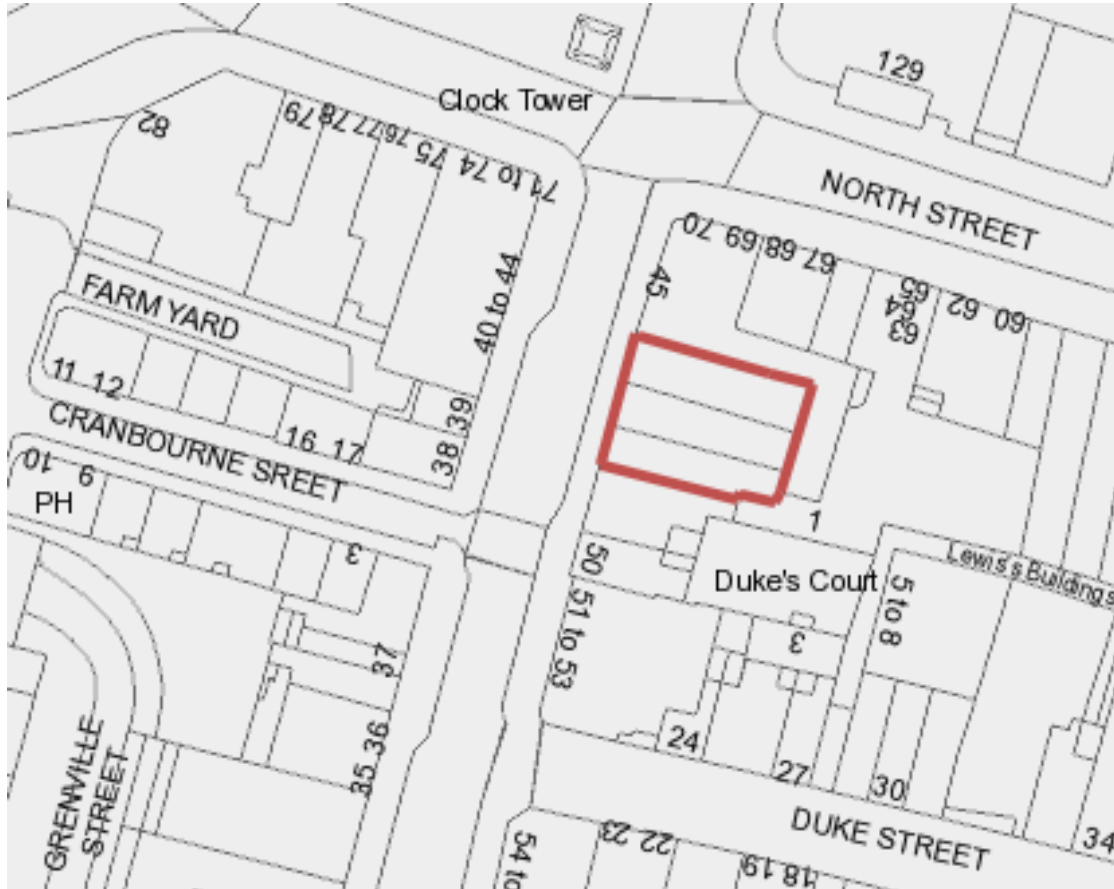 Clock Tower
129
NORTH STREET
82
79
78
77
76
75
71 to 74
70
69
68
67
65
64
63
62
60
45
40 to 44
FARM YARD
11
12
16
17
39
38
CRANBOURNE SREET
10
9
PH
3
1
Lewis's Buildings
Duke's Court
50
51 to 53
5 to 8
3
37
36
35
24
27
30
34
GRENVILLE
STREET
DUKE STREET
54 to
23
22
19
18